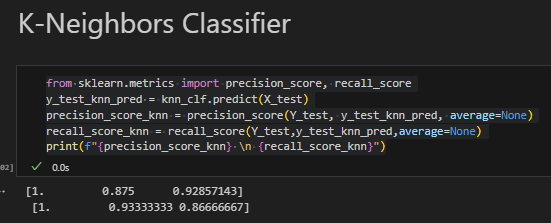 K-Neighbors Classifier
from sklearn.metrics import precision_score, recall_score
y_test_knn_pred = knn_clf.predict(X_test)
precision_score_knn = precision_score(Y_test, y_test_knn_pred, average=None)
recall_score_knn = recall_score(Y_test,y_test_knn_pred,average=None)
print(f"{precision_score_knn} \n {recall_score_knn}")
02]
0.0s
[1.         0.875      0.92857143]
[1.         0.93333333 0.86666667]